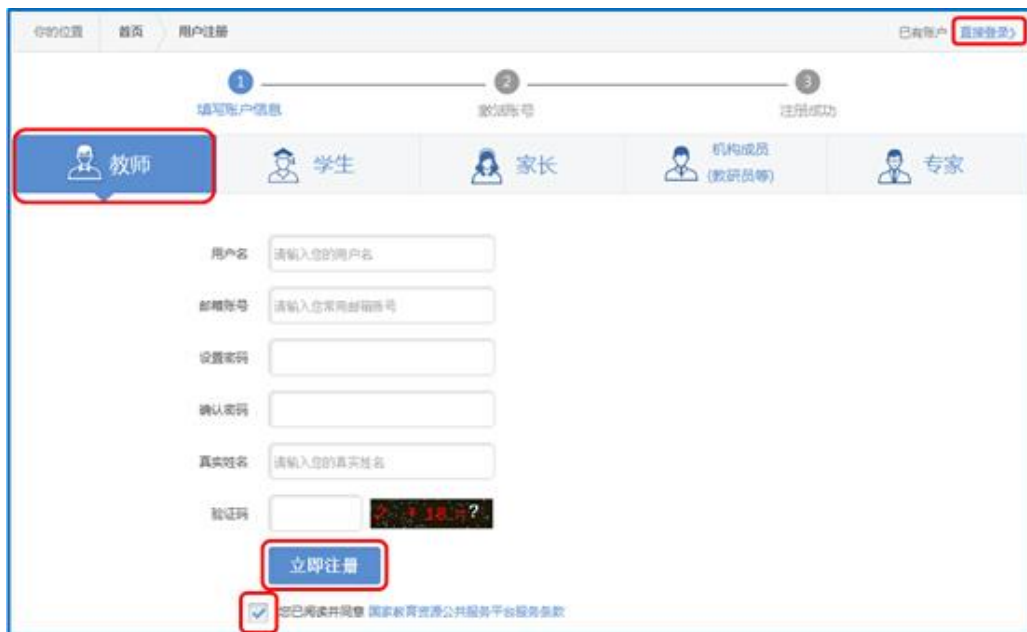 你的位置 首页 用户注册 已有账户 直接登录>
1 2 3
填写账户信息 激活账号 注册成功
教师 学生 家长 机构成员 (教研员等) 专家
用户名 请输入您的用户名
邮箱账号 请输入您常用邮箱账号
设置密码
确认密码
真实姓名 请输入您的真实姓名
验证码 2 + 18 = ?
立即注册
您已阅读并同意 国家教育资源公共服务平台服务条款